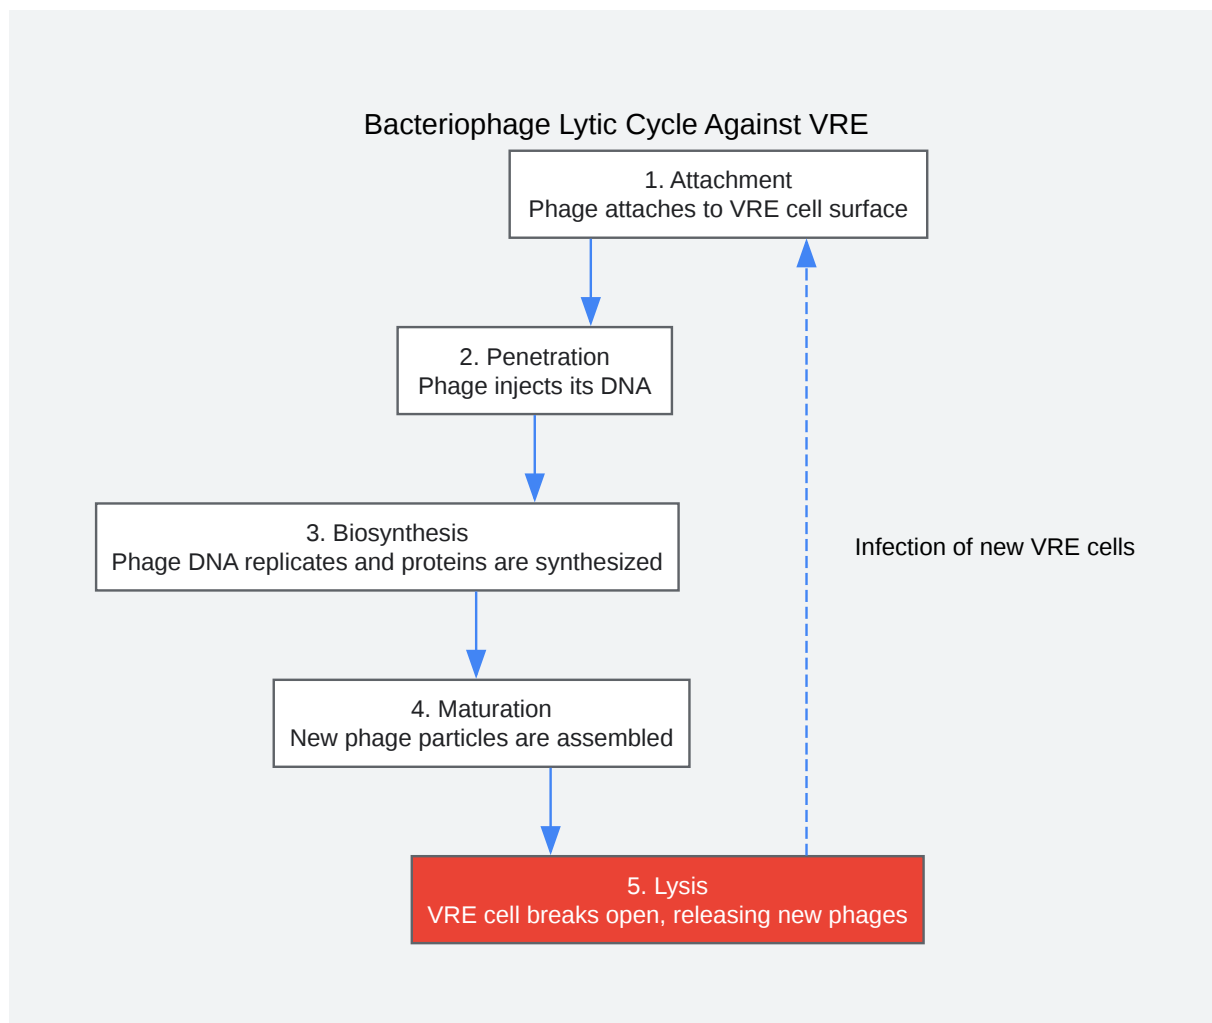 Bacteriophage Lytic Cycle Against VRE
1. Attachment
Phage attaches to VRE cell surface
2. Penetration
Phage injects its DNA
3. Biosynthesis
Phage DNA replicates and proteins are synthesized
Infection of new VRE cells
4. Maturation
New phage particles are assembled
5. Lysis
VRE cell breaks open, releasing new phages